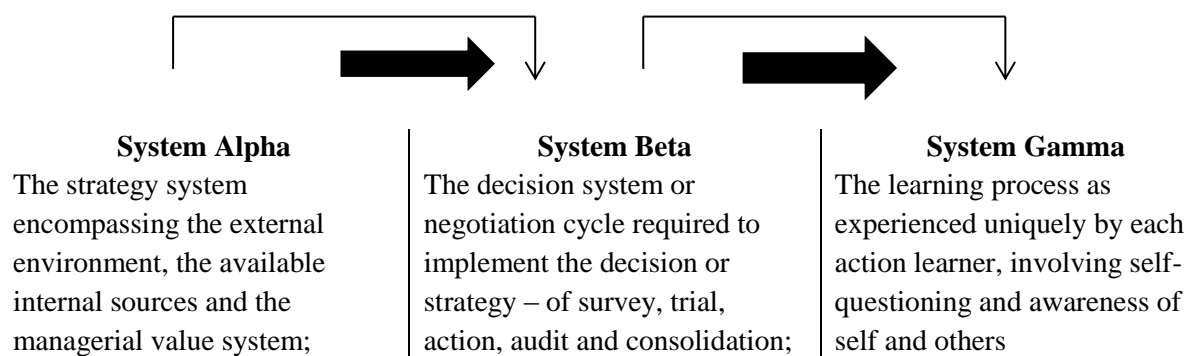 System Alpha
The strategy system
encompassing the external
environment, the available
internal sources and the
managerial value system;
System Beta
The decision system or
negotiation cycle required to
implement the decision or
strategy – of survey, trial,
action, audit and consolidation;
System Gamma
The learning process as
experienced uniquely by each
action learner, involving self-
questioning and awareness of
self and others